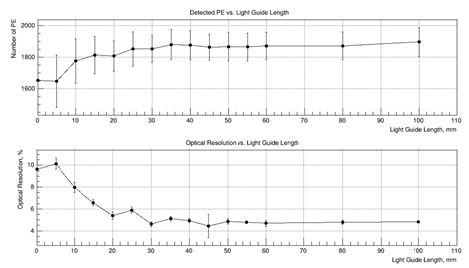 Detected PE vs. Light Guide Length
Number of PE
2000
1800
1600
0 10 20 30 40 50 60 70 80 90 100 110
Light Guide Length, mm
Optical Resolution vs. Light Guide Length
Optical Resolution, %
10
8
6
4
0 10 20 30 40 50 60 70 80 90 100 110
Light Guide Length, mm